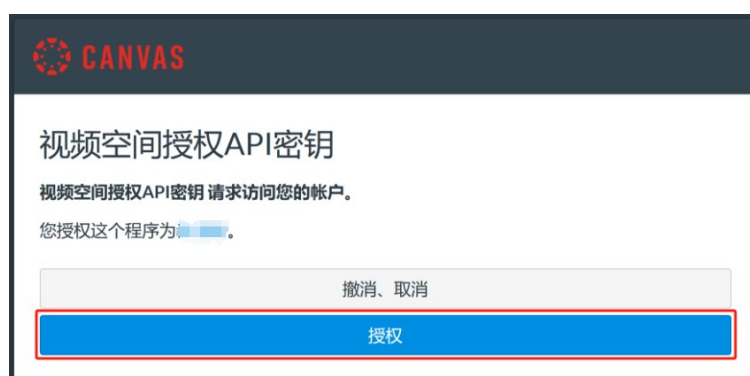 CANVAS
视频空间授权API密钥
视频空间授权API密钥 请求访问您的帐户。
您授权这个程序为 。
撤消、取消
授权